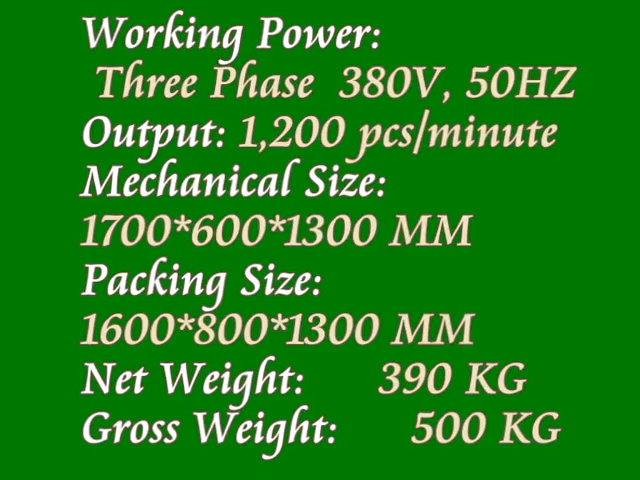 Working Power:
Three Phase 380V, 50HZ
Output: 1,200 pcs/minute
Mechanical Size:
1700*600*1300 MM
Packing Size:
1600*800*1300 MM
Net Weight: 390 KG
Gross Weight: 500 KG